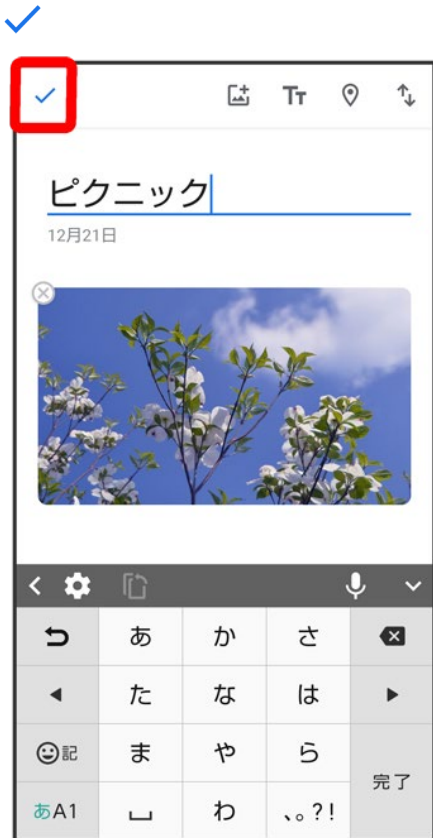 Tт
ピクニック
12月21日
あ
か
さ
た
な
は
記
ま
や
ら
完了
あA1
わ
、。?!